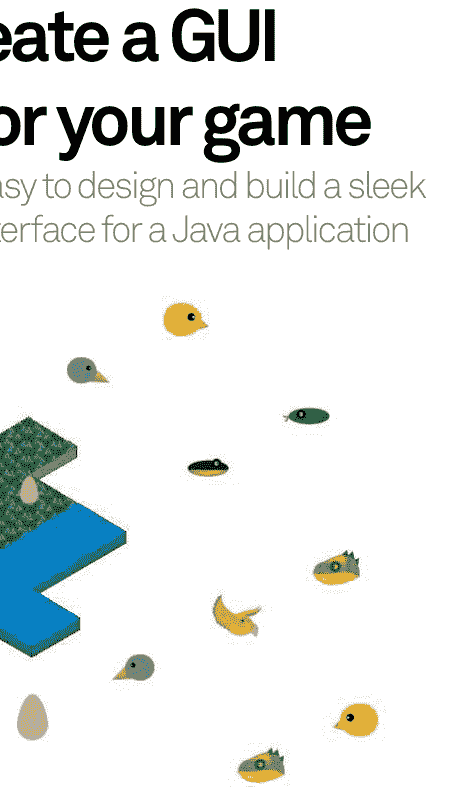 eate a GUI
or your game
asy to design and build a sleek
terface for a Java application